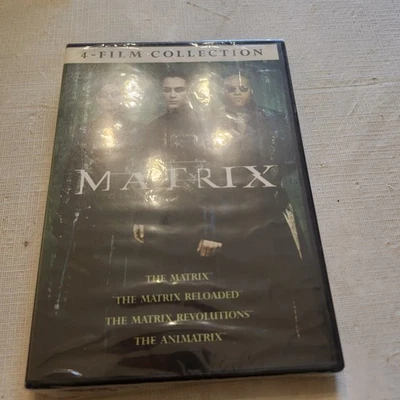 4-FILM COLLECTION
MATRIX
THE MATRIX
THE MATRIX RELOADED
THE MATRIX REVOLUTIONS
THE ANIMATRIX